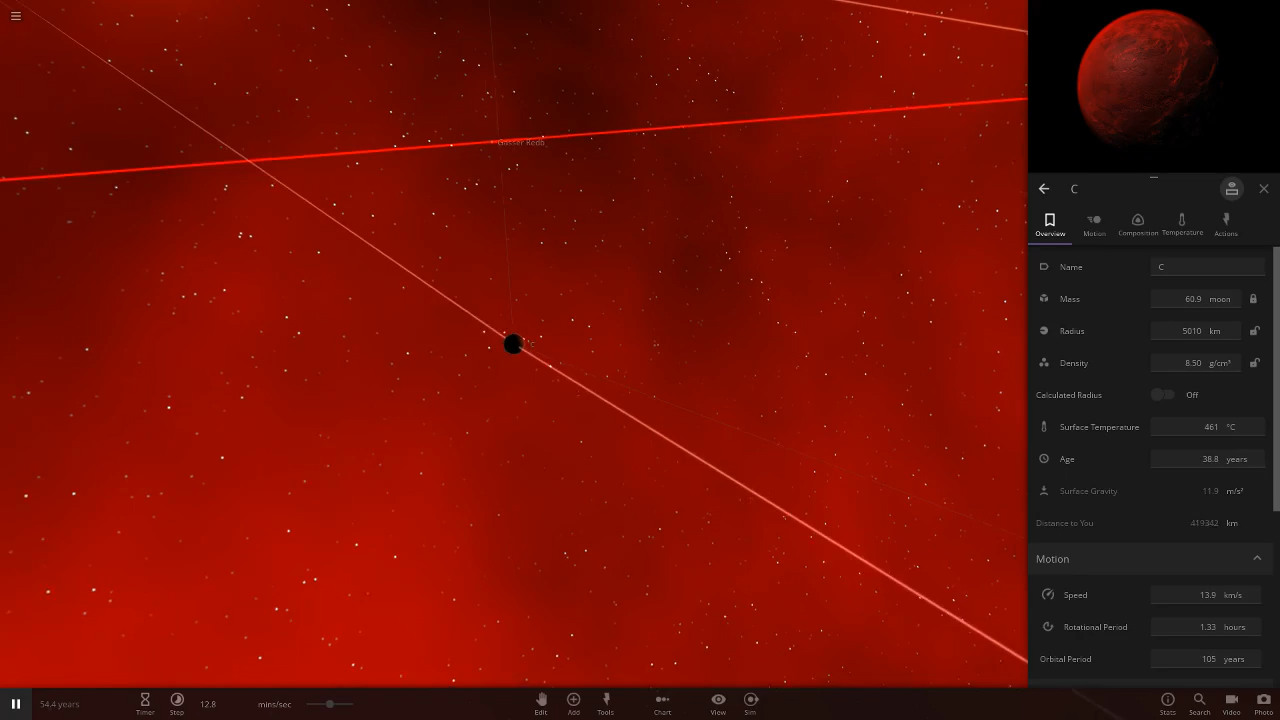 Gasser Redo
C
C
Overview
Motion
Composition
Temperature
Actions
Name C
Mass 60.9 moon
Radius 5010 km
Density 8.50 g/cm³
Calculated Radius Off
Surface Temperature 461 °C
Age 38.8 years
Surface Gravity 11.9 m/s²
Distance to You 419342 km
Motion
Speed 13.9 km/s
Rotational Period 1.33 hours
Orbital Period 105 years
54.4 years
Timer
Step
12.8 mins/sec
Edit
Add
Tools
Chart
View
Sim
Stats
Search
Video
Photo